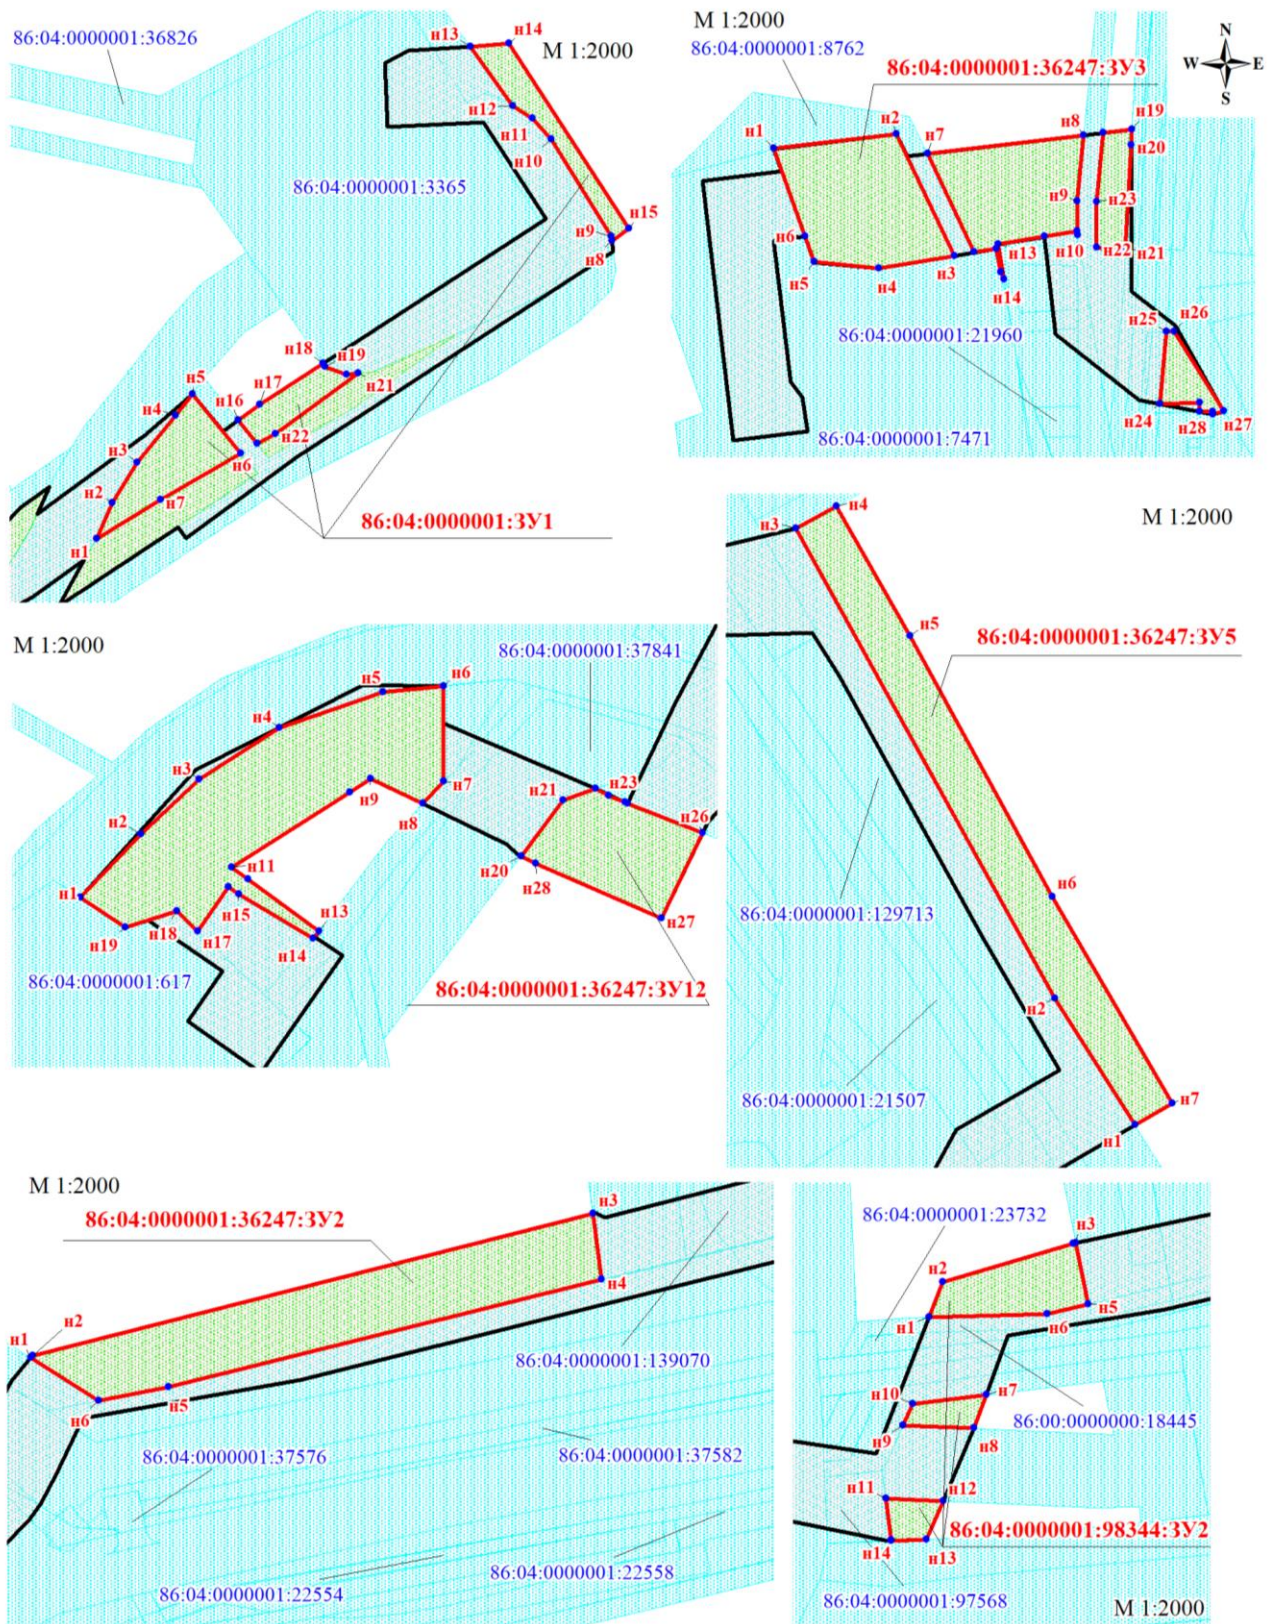 86:04:0000001:36826
н13
н14
М 1:2000
н12
н11
н10
86:04:0000001:3365
н15
н9
н8
н18
н19
н5
н17
н21
н16
н4
н22
н3
н6
н2
н7
86:04:0000001:ЗУ1
н1
М 1:2000
86:04:0000001:8762
N
W
E
S
86:04:0000001:36247:ЗУ3
н1
н2
н7
н8
н19
н20
н9
н23
н6
н13
н10
н3
н22
н21
н5
н4
н14
н25
н26
86:04:0000001:21960
н24
н28
н27
86:04:0000001:7471
н4
н3
М 1:2000
н5
86:04:0000001:36247:ЗУ5
н6
86:04:0000001:129713
н2
86:04:0000001:21507
н7
н1
М 1:2000
86:04:0000001:37841
н6
н5
н4
н3
н7
н23
н21
н9
н2
н8
н26
н11
н20
н28
н1
н15
н13
н19
н18
н17
н14
н27
86:04:0000001:617
86:04:0000001:36247:ЗУ12
М 1:2000
86:04:0000001:36247:ЗУ2
н3
н4
н1
н2
86:04:0000001:139070
н6
н5
86:04:0000001:37576
86:04:0000001:37582
86:04:0000001:22554
86:04:0000001:22558
86:04:0000001:23732
н3
н2
н5
н1
н6
н10
н7
86:00:0000000:18445
н9
н8
н11
н12
86:04:0000001:98344:ЗУ2
н14
н13
86:04:0000001:97568
М 1:2000